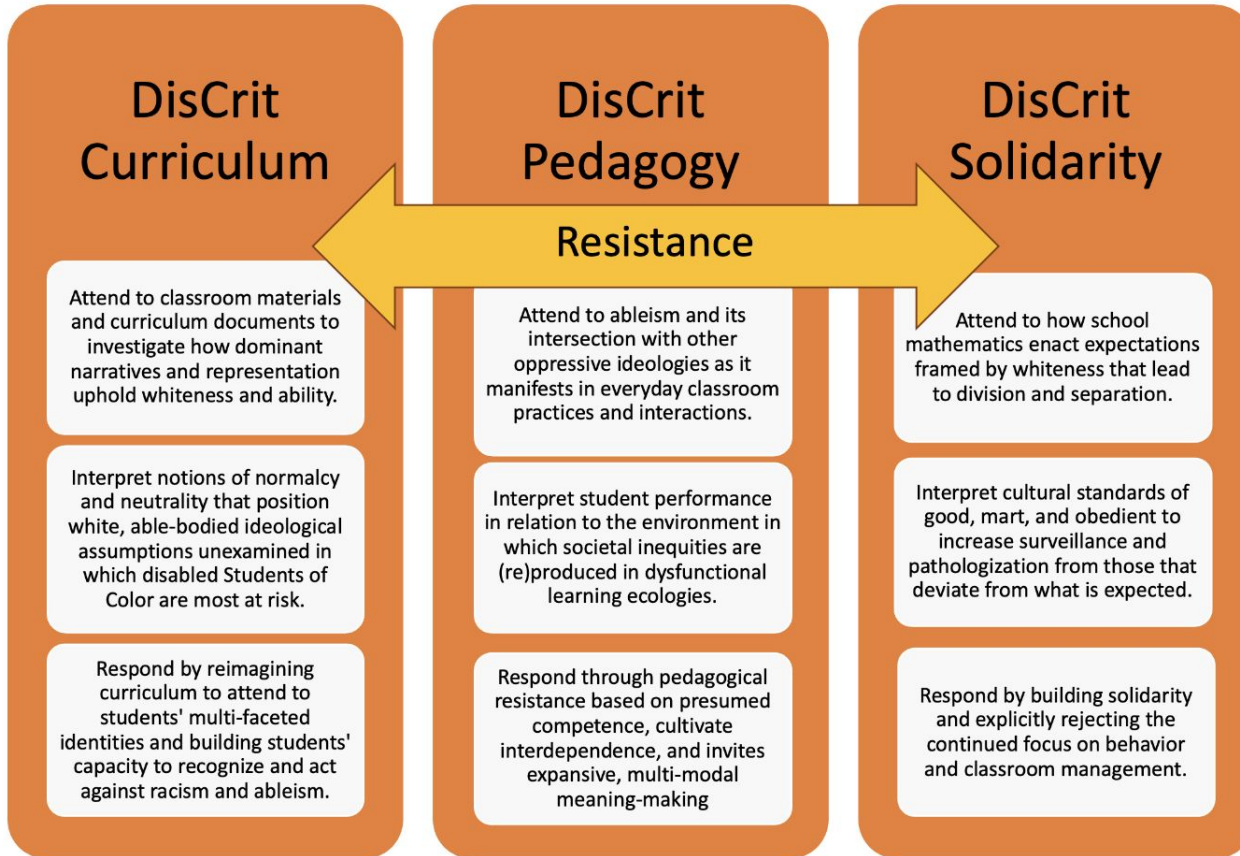 DisCrit
Curriculum
DisCrit
Pedagogy
DisCrit
Solidarity
Resistance
Attend to classroom materials
and curriculum documents to
investigate how dominant
narratives and representation
uphold whiteness and ability.
Interpret notions of normalcy
and neutrality that position
white, able-bodied ideological
assumptions unexamined in
which disabled Students of
Color are most at risk.
Respond by reimagining
curriculum to attend to
students' multi-faceted
identities and building students'
capacity to recognize and act
against racism and ableism.
Attend to ableism and its
intersection with other
oppressive ideologies as it
manifests in everyday classroom
practices and interactions.
Interpret student performance
in relation to the environment in
which societal inequities are
(re)produced in dysfunctional
learning ecologies.
Respond through pedagogical
resistance based on presumed
competence, cultivate
interdependence, and invites
expansive, multi-modal
meaning-making
Attend to how school
mathematics enact expectations
framed by whiteness that lead
to division and separation.
Interpret cultural standards of
good, mart, and obedient to
increase surveillance and
pathologization from those that
deviate from what is expected.
Respond by building solidarity
and explicitly rejecting the
continued focus on behavior
and classroom management.